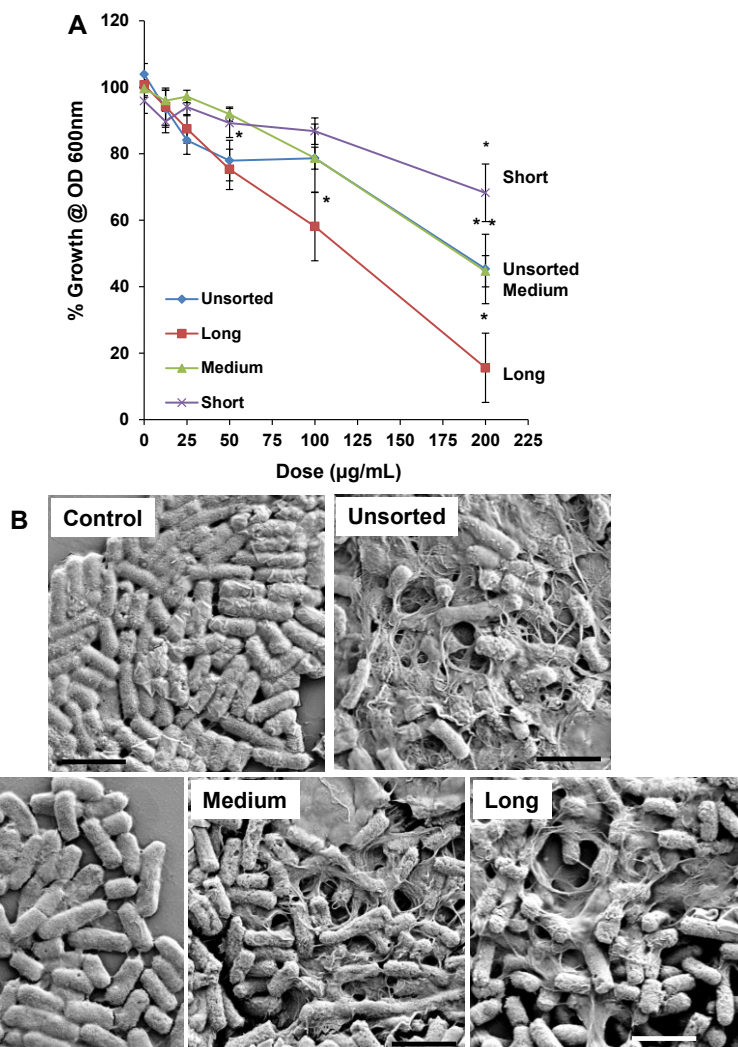 A
120
100
80
60
40
20
0
% Growth @ OD 600nm
*
*
*
* *
*
Short
Unsorted
Medium
Long
Unsorted
Long
Medium
Short
0 25 50 75 100 125 150 175 200 225
Dose (µg/mL)
B
Control
Unsorted
Medium
Long